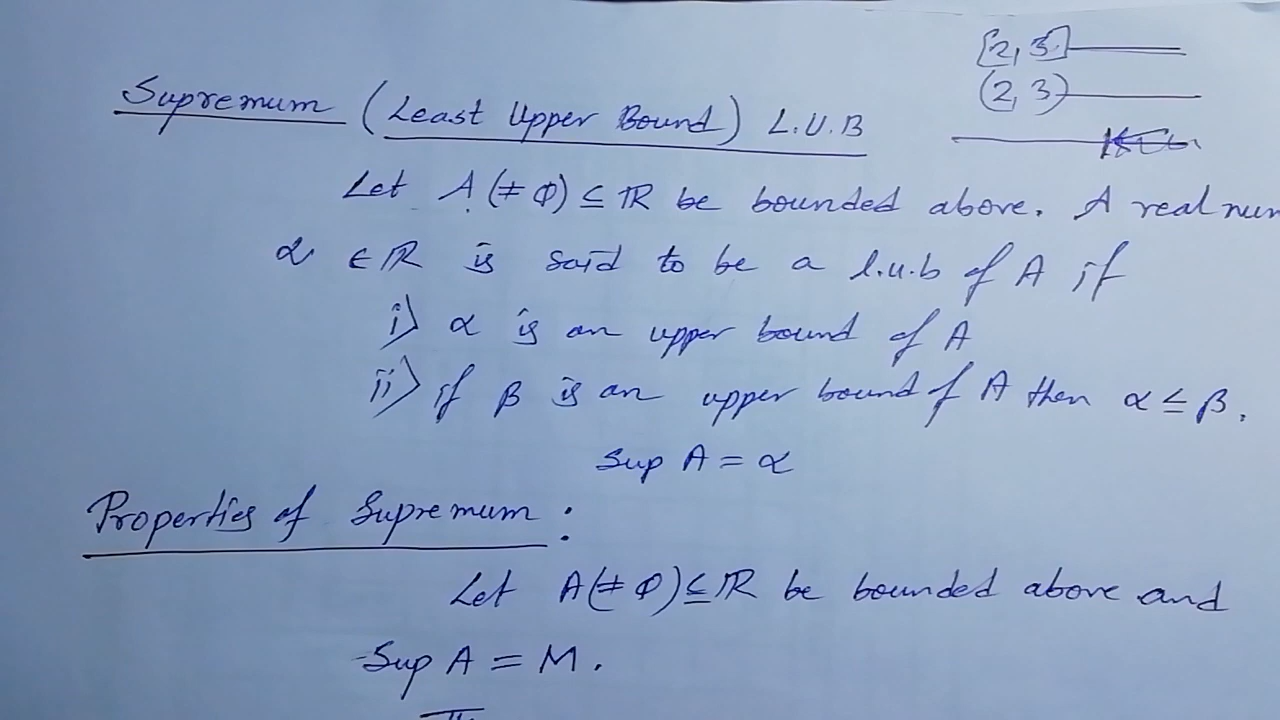 [2, 3]
(2, 3)
Supremum (Least Upper Bound) L.U.B
Let A (≠ Φ) ⊆ ℝ be bounded above. A real num
α ∈ ℝ is said to be a l.u.b of A if
i) α is an upper bound of A
ii) if β is an upper bound of A then α ≤ β.
Sup A = α
Properties of Supremum :
Let A (≠ Φ) ⊆ ℝ be bounded above and
Sup A = M.